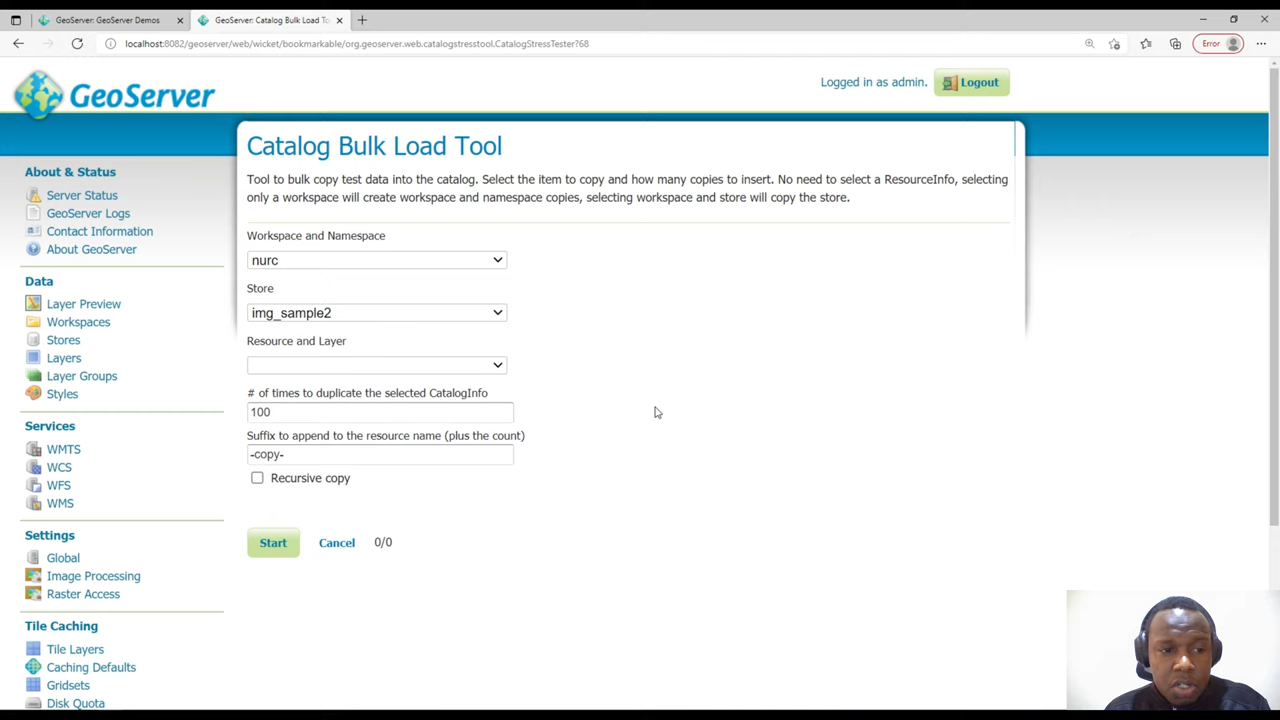 GeoServer: GeoServer Demos
GeoServer: Catalog Bulk Load To
localhost:8082/geoserver/web/wicket/bookmarkable/org.geoserver.web.catalogstresstool.CatalogStressTester?68
Error
GeoServer
Logged in as admin.
Logout
About & Status
Server Status
GeoServer Logs
Contact Information
About GeoServer
Data
Layer Preview
Workspaces
Stores
Layers
Layer Groups
Styles
Services
WMTS
WCS
WFS
WMS
Settings
Global
Image Processing
Raster Access
Tile Caching
Tile Layers
Caching Defaults
Gridsets
Disk Quota
Catalog Bulk Load Tool
Tool to bulk copy test data into the catalog. Select the item to copy and how many copies to insert. No need to select a ResourceInfo, selecting
only a workspace will create workspace and namespace copies, selecting workspace and store will copy the store.
Workspace and Namespace
nurc
Store
img_sample2
Resource and Layer
# of times to duplicate the selected CatalogInfo
100
Suffix to append to the resource name (plus the count)
-copy-
Recursive copy
Start
Cancel
0/0